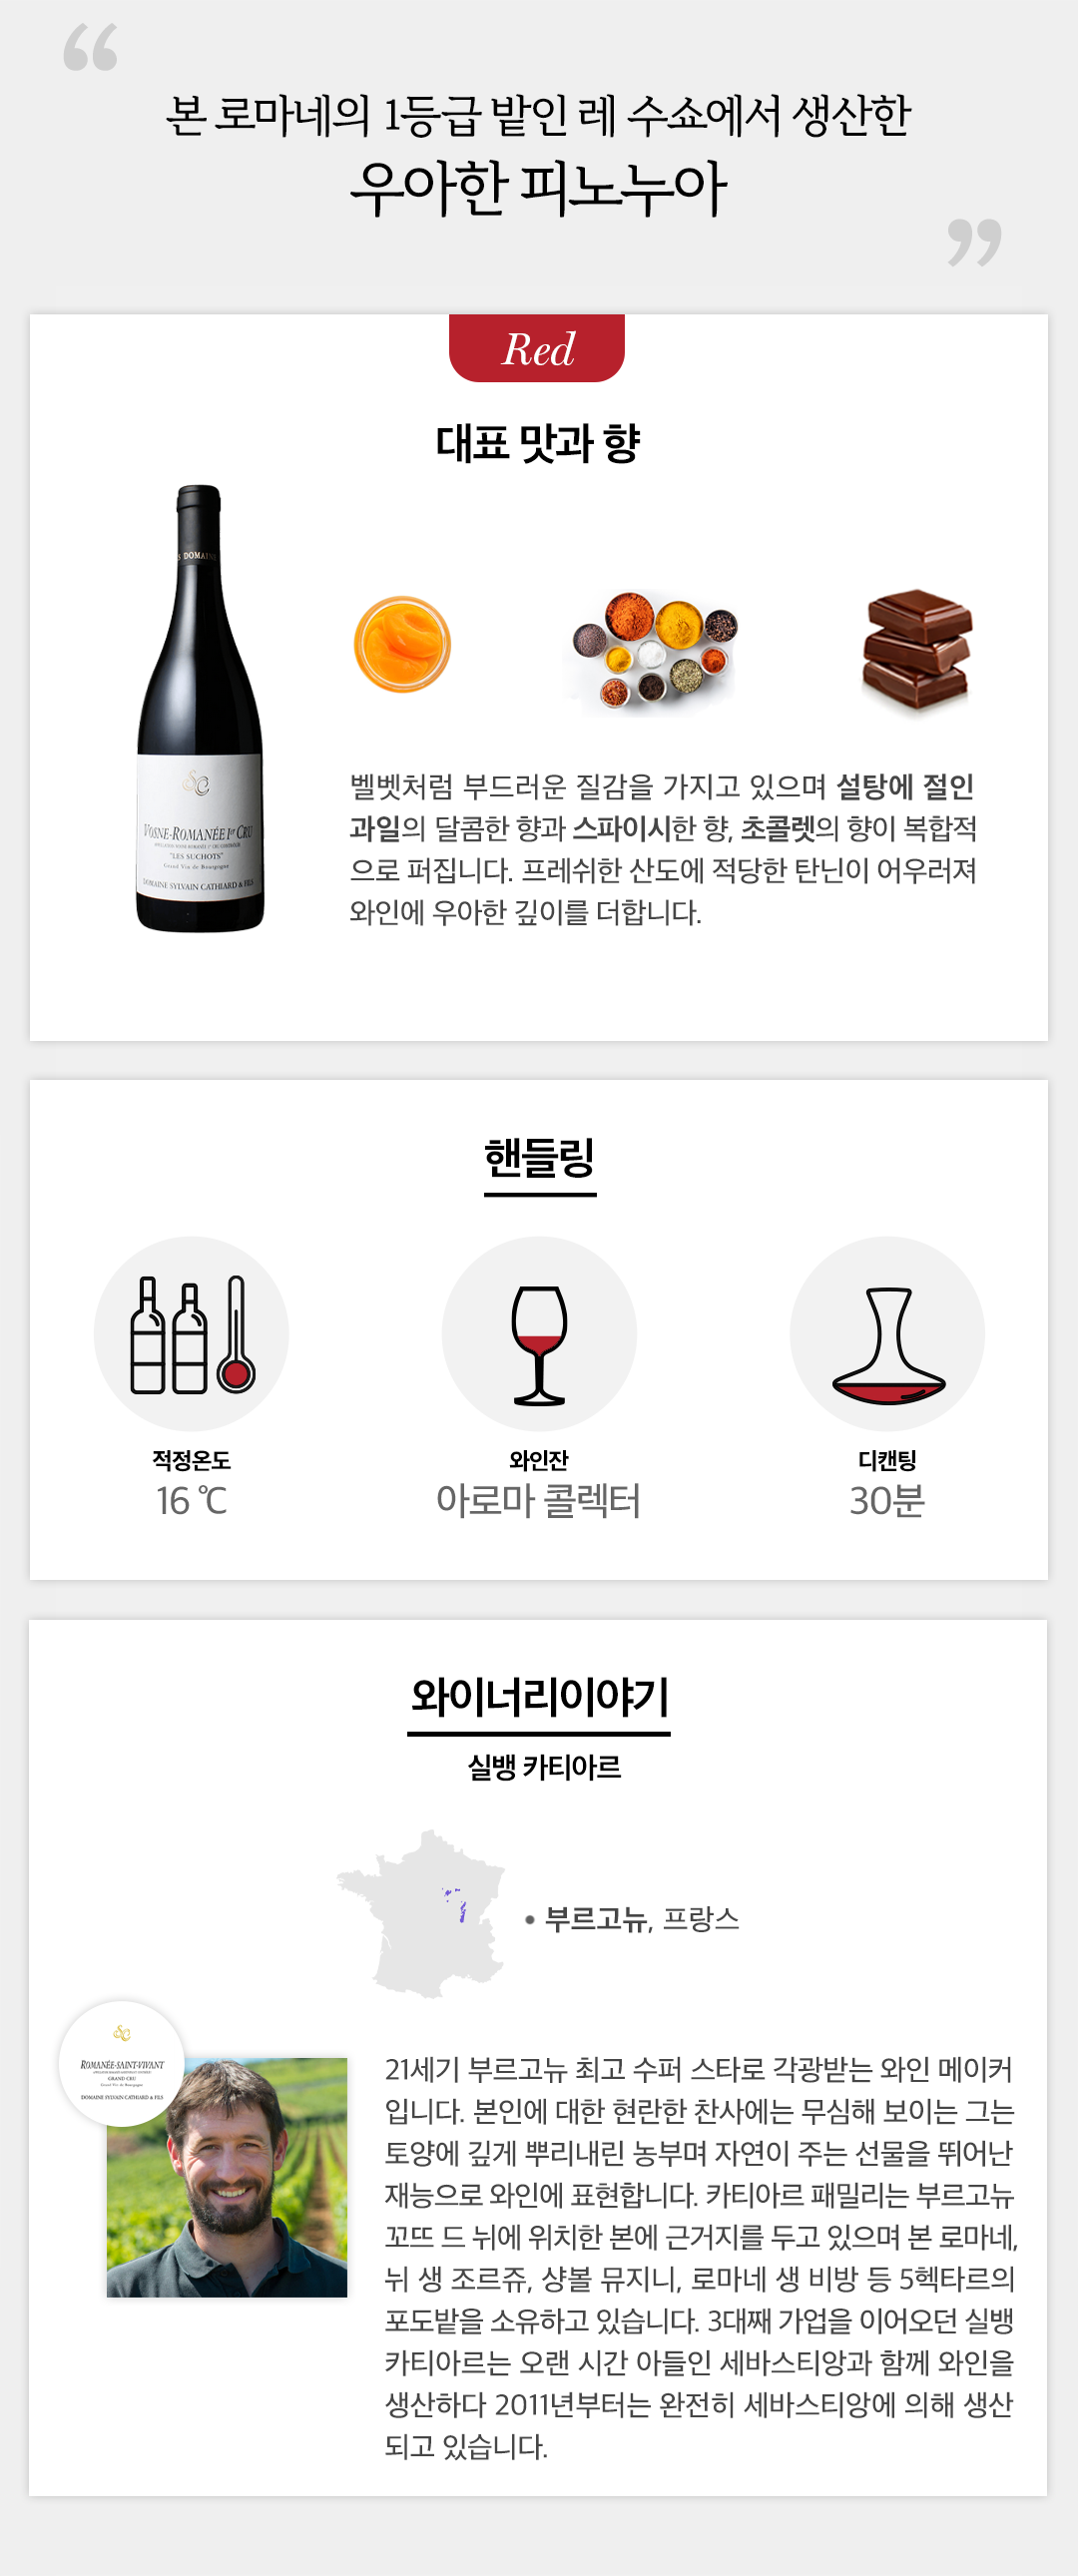 “
본 로마네의 1등급 밭인 레 수쇼에서 생산한
우아한 피노누아
”
Red
대표 맛과 향
S DOMAIN
SC
VOSNE-ROMANÉE 1er CRU
"LES SUCHOTS"
Grand Vin de Bourgogne
DOMAINE SYLVAIN CATHIARD & FILS
벨벳처럼 부드러운 질감을 가지고 있으며 설탕에 절인
과일의 달콤한 향과 스파이시한 향, 초콜렛의 향이 복합적
으로 퍼집니다. 프레쉬한 산도에 적당한 탄닌이 어우러져
와인에 우아한 깊이를 더합니다.
핸들링
적정온도
16 ℃
와인잔
아로마 콜렉터
디캔팅
30분
와이너리이야기
실뱅 카티아르
• 부르고뉴, 프랑스
SC
ROMANÉE-SAINT-VIVANT
GRAND CRU
Grand Vin de Bourgogne
DOMAINE SYLVAIN CATHIARD & FILS
21세기 부르고뉴 최고 수퍼 스타로 각광받는 와인 메이커
입니다. 본인에 대한 현란한 찬사에는 무심해 보이는 그는
토양에 깊게 뿌리내린 농부며 자연이 주는 선물을 뛰어난
재능으로 와인에 표현합니다. 카티아르 패밀리는 부르고뉴
꼬뜨 드 뉘에 위치한 본에 근거지를 두고 있으며 본 로마네,
뉘 생 조르쥬, 샹볼 뮤지니, 로마네 생 비방 등 5헥타르의
포도밭을 소유하고 있습니다. 3대째 가업을 이어오던 실뱅
카티아르는 오랜 시간 아들인 세바스티앙과 함께 와인을
생산하다 2011년부터는 완전히 세바스티앙에 의해 생산
되고 있습니다.